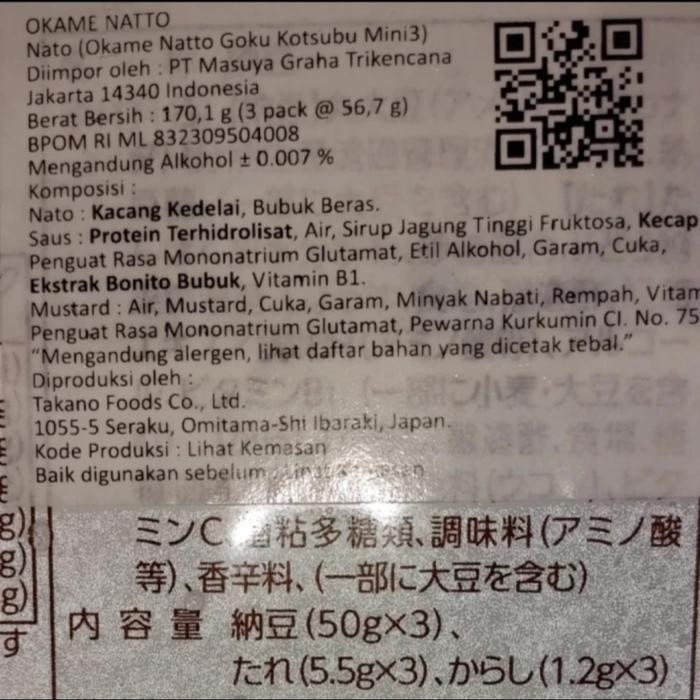 OKAME NATTO
Nato (Okame Natto Goku Kotsubu Mini3)
Diimpor oleh : PT Masuya Graha Trikencana
Jakarta 14340 Indonesia
Berat Bersih : 170,1 g (3 pack @ 56,7 g)
BPOM RI ML 832309504008
Mengandung Alkohol ± 0.007 %
Komposisi :
Nato : Kacang Kedelai, Bubuk Beras.
Saus : Protein Terhidrolisat, Air, Sirup Jagung Tinggi Fruktosa, Kecap
Penguat Rasa Mononatrium Glutamat, Etil Alkohol, Garam, Cuka,
Ekstrak Bonito Bubuk, Vitamin B1.
Mustard : Air, Mustard, Cuka, Garam, Minyak Nabati, Rempah, Vitam
Penguat Rasa Mononatrium Glutamat, Pewarna Kurkumin CI. No. 75
“Mengandung alergen, lihat daftar bahan yang dicetak tebal.”
Diproduksi oleh :
Takano Foods Co., Ltd.
1055-5 Seraku, Omitama-Shi Ibaraki, Japan.
Kode Produksi : Lihat Kemasan
Baik digunakan sebelum
ミンC、増粘多糖類、調味料(アミノ酸
等)、香辛料、(一部に大豆を含む)
内容量 納豆(50g×3)、
たれ(5.5g×3)、からし(1.2g×3)
g)
g)
g)
す